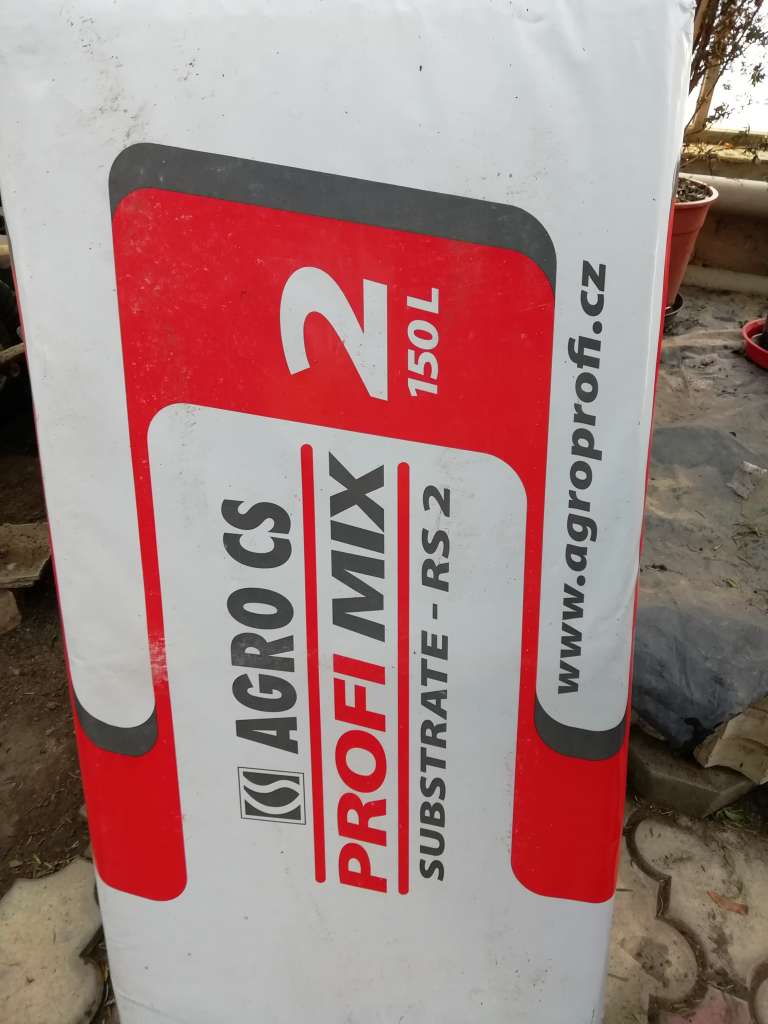 AGRO CS
PROFI MIX
SUBSTRATE - RS 2
2
150 L
www.agroprofi.cz